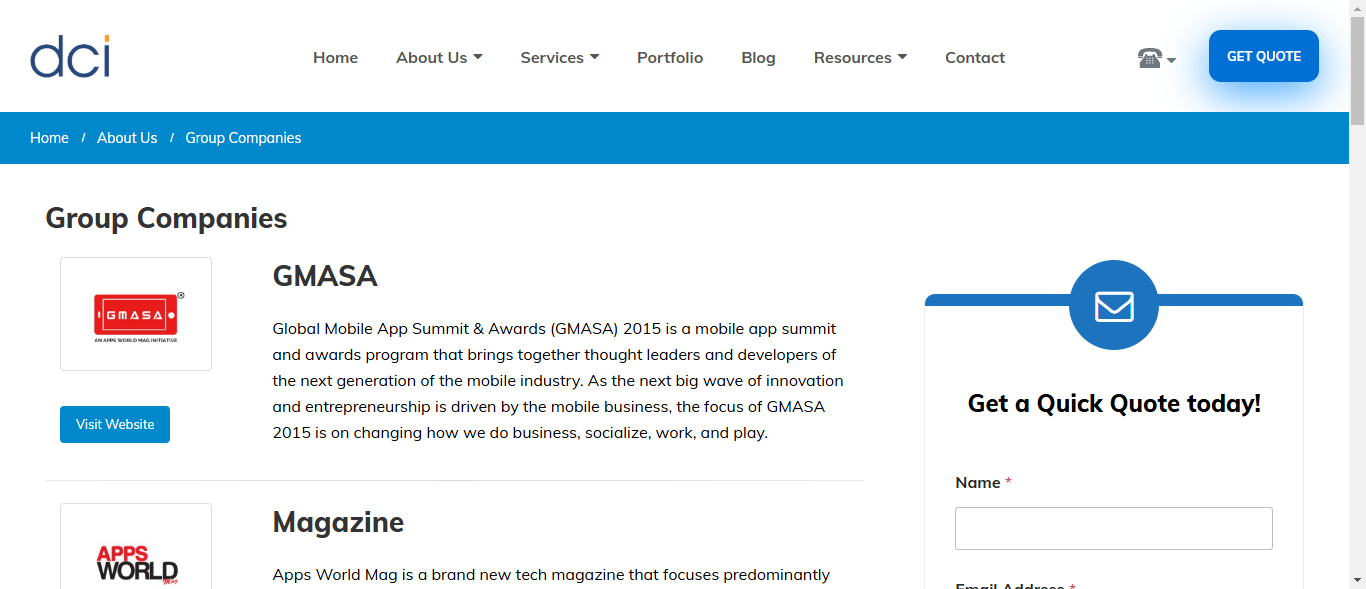 dci
Home About Us Services Portfolio Blog Resources Contact
GET QUOTE
Home / About Us / Group Companies
Group Companies
GMASA
®
AN APPS WORLD MAG INITIATIVE
Visit Website
GMASA
Global Mobile App Summit & Awards (GMASA) 2015 is a mobile app summit
and awards program that brings together thought leaders and developers of
the next generation of the mobile industry. As the next big wave of innovation
and entrepreneurship is driven by the mobile business, the focus of GMASA
2015 is on changing how we do business, socialize, work, and play.
APPS
WORLD
Mag
Magazine
Apps World Mag is a brand new tech magazine that focuses predominantly
Get a Quick Quote today!
Name *
Email Address *